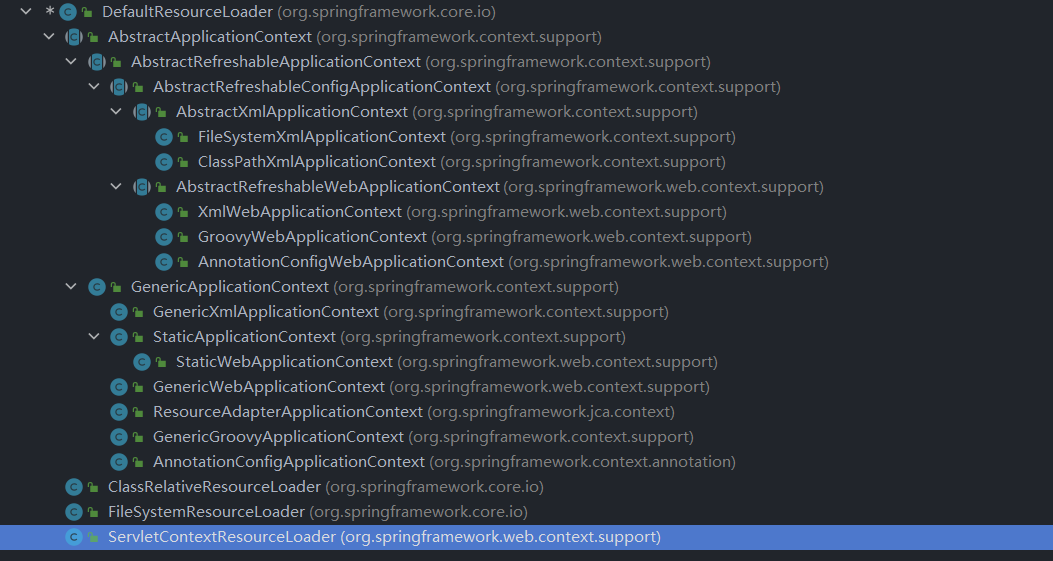 * DefaultResourceLoader (org.springframework.core.io)
AbstractApplicationContext (org.springframework.context.support)
AbstractRefreshableApplicationContext (org.springframework.context.support)
AbstractRefreshableConfigApplicationContext (org.springframework.context.support)
AbstractXmlApplicationContext (org.springframework.context.support)
FileSystemXmlApplicationContext (org.springframework.context.support)
ClassPathXmlApplicationContext (org.springframework.context.support)
AbstractRefreshableWebApplicationContext (org.springframework.web.context.support)
XmlWebApplicationContext (org.springframework.web.context.support)
GroovyWebApplicationContext (org.springframework.web.context.support)
AnnotationConfigWebApplicationContext (org.springframework.web.context.support)
GenericApplicationContext (org.springframework.context.support)
GenericXmlApplicationContext (org.springframework.context.support)
StaticApplicationContext (org.springframework.context.support)
StaticWebApplicationContext (org.springframework.web.context.support)
GenericWebApplicationContext (org.springframework.web.context.support)
ResourceAdapterApplicationContext (org.springframework.jca.context)
GenericGroovyApplicationContext (org.springframework.context.support)
AnnotationConfigApplicationContext (org.springframework.context.annotation)
ClassRelativeResourceLoader (org.springframework.core.io)
FileSystemResourceLoader (org.springframework.core.io)
ServletContextResourceLoader (org.springframework.web.context.support)